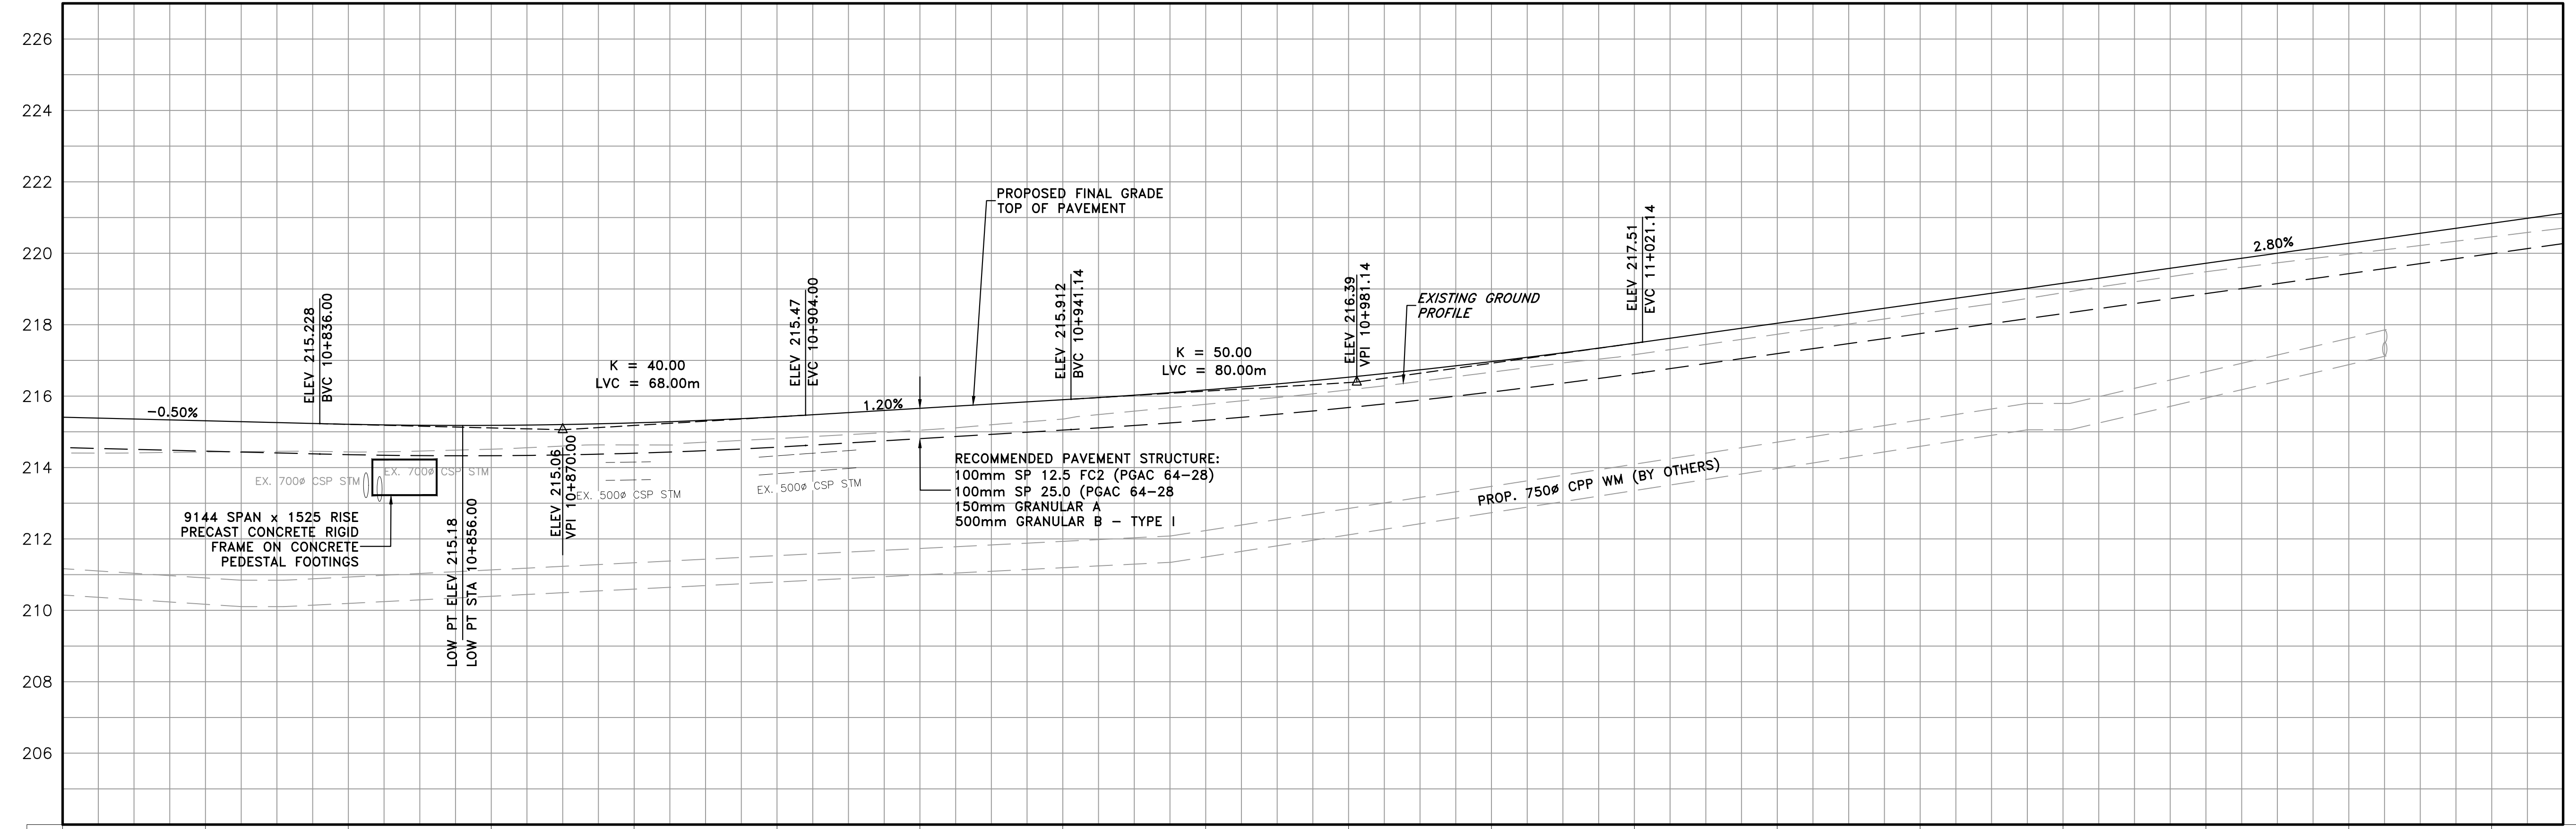 226
224
222
220
218
216
214
212
210
208
206
-0.50%
ELEV 215.228
BVC 10+836.00
EX. 700ø CSP STM
EX. 700ø CSP STM
9144 SPAN x 1525 RISE
PRECAST CONCRETE RIGID
FRAME ON CONCRETE
PEDESTAL FOOTINGS
LOW PT ELEV 215.18
LOW PT STA 10+856.00
ELEV 215.06
VPI 10+870.00
K = 40.00
LVC = 68.00m
EX. 500ø CSP STM
ELEV 215.47
EVC 10+904.00
EX. 500ø CSP STM
1.20%
PROPOSED FINAL GRADE
TOP OF PAVEMENT
RECOMMENDED PAVEMENT STRUCTURE:
100mm SP 12.5 FC2 (PGAC 64-28)
100mm SP 25.0 (PGAC 64-28
150mm GRANULAR A
500mm GRANULAR B - TYPE I
ELEV 215.912
BVC 10+941.14
K = 50.00
LVC = 80.00m
ELEV 216.39
VPI 10+981.14
EXISTING GROUND
PROFILE
PROP. 750ø CPP WM (BY OTHERS)
ELEV 217.51
EVC 11+021.14
2.80%